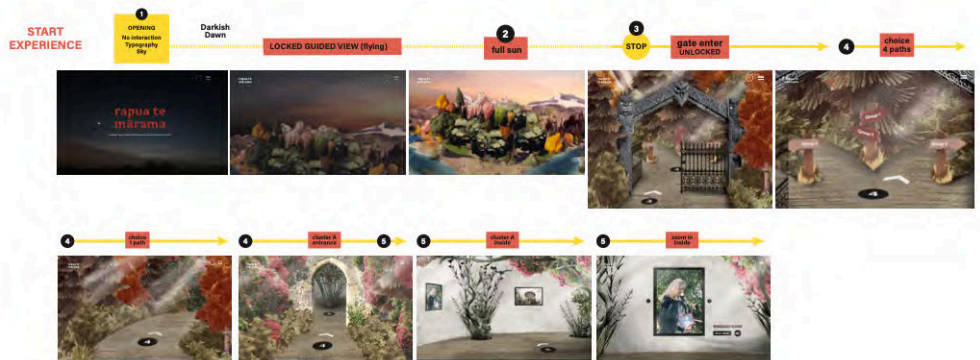 START
EXPERIENCE
1
OPENING
No interaction
Typography
Sky
Darkish
Dawn
LOCKED GUIDED VIEW (flying)
2
full sun
3
STOP
gate enter
UNLOCKED
4
choice
4 paths
rapua te
mārama
4
choice
1 path
4
cluster A
entrance
5
5
cluster A
inside
5
zoom in
inside